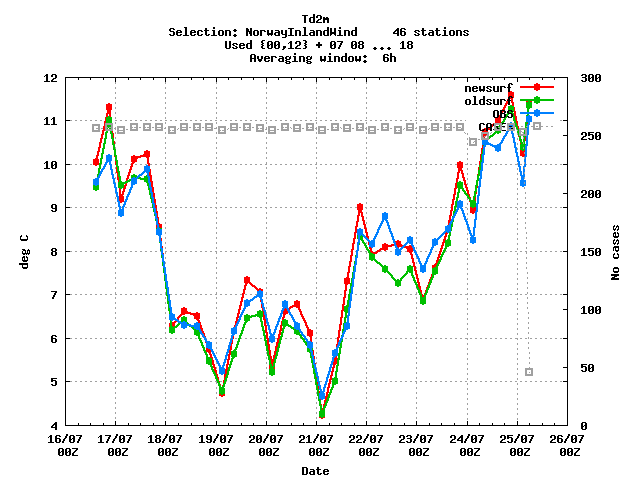 Td2m
Selection: NorwayInlandWind 46 stations
Used {00,12} + 07 08 ... 18
Averaging window: 6h
12 300
newsurf
oldsurf
OBS
cases
11 250
10
9 200
8 150
7 100
6
5 50
4 0
deg C
No cases
16/07 17/07 18/07 19/07 20/07 21/07 22/07 23/07 24/07 25/07 26/07
00Z 00Z 00Z 00Z 00Z 00Z 00Z 00Z 00Z 00Z 00Z
Date